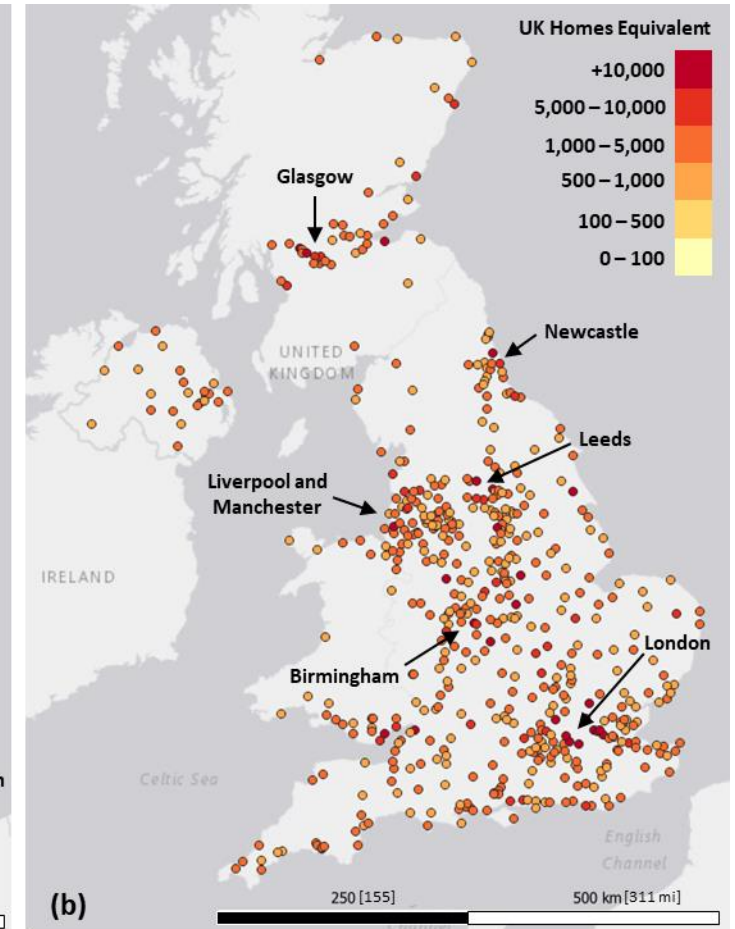 UK Homes Equivalent
+10,000
5,000 – 10,000
1,000 – 5,000
500 – 1,000
100 – 500
0 – 100
Glasgow
Newcastle
UNITED
KINGDOM
Leeds
Liverpool and
Manchester
IRELAND
London
Birmingham
Celtic Sea
English
Channel
(b)
250 [155]
500 km [311 mi]